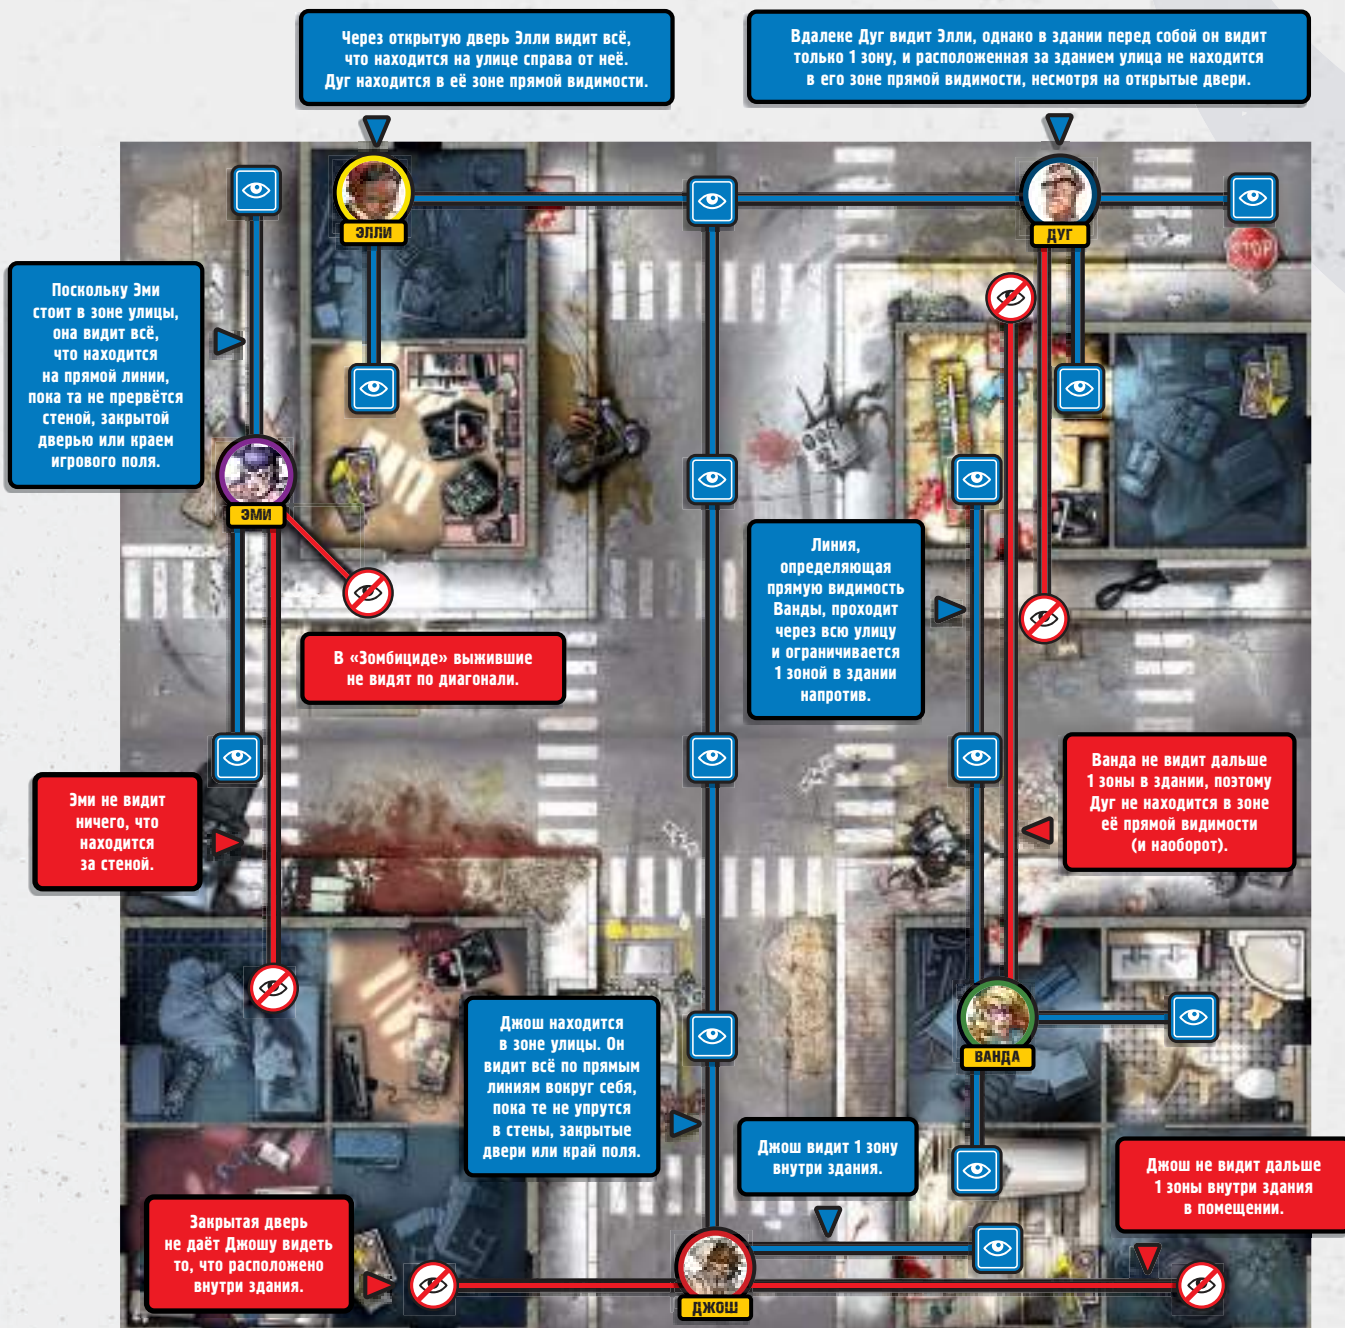 Через открытую дверь Элли видит всё,
что находится на улице справа от неё.
Дуг находится в её зоне прямой видимости.
Вдалеке Дуг видит Элли, однако в здании перед собой он видит
только 1 зону, и расположенная за зданием улица не находится
в его зоне прямой видимости, несмотря на открытые двери.
ЭЛЛИ
ДУГ
STOP
Поскольку Эми
стоит в зоне улицы,
она видит всё,
что находится
на прямой линии,
пока та не прервётся
стеной, закрытой
дверью или краем
игрового поля.
ЭМИ
Линия,
определяющая
прямую видимость
Ванды, проходит
через всю улицу
и ограничивается
1 зоной в здании
напротив.
В «Зомбициде» выжившие
не видят по диагонали.
Эми не видит
ничего, что
находится
за стеной.
Ванда не видит дальше
1 зоны в здании, поэтому
Дуг не находится в зоне
её прямой видимости
(и наоборот).
Джош находится
в зоне улицы. Он
видит всё по прямым
линиям вокруг себя,
пока те не упрутся
в стены, закрытые
двери или край поля.
ВАНДА
Джош видит 1 зону
внутри здания.
Джош не видит дальше
1 зоны внутри здания
в помещении.
Закрытая дверь
не даёт Джошу видеть
то, что расположено
внутри здания.
ДЖОШ